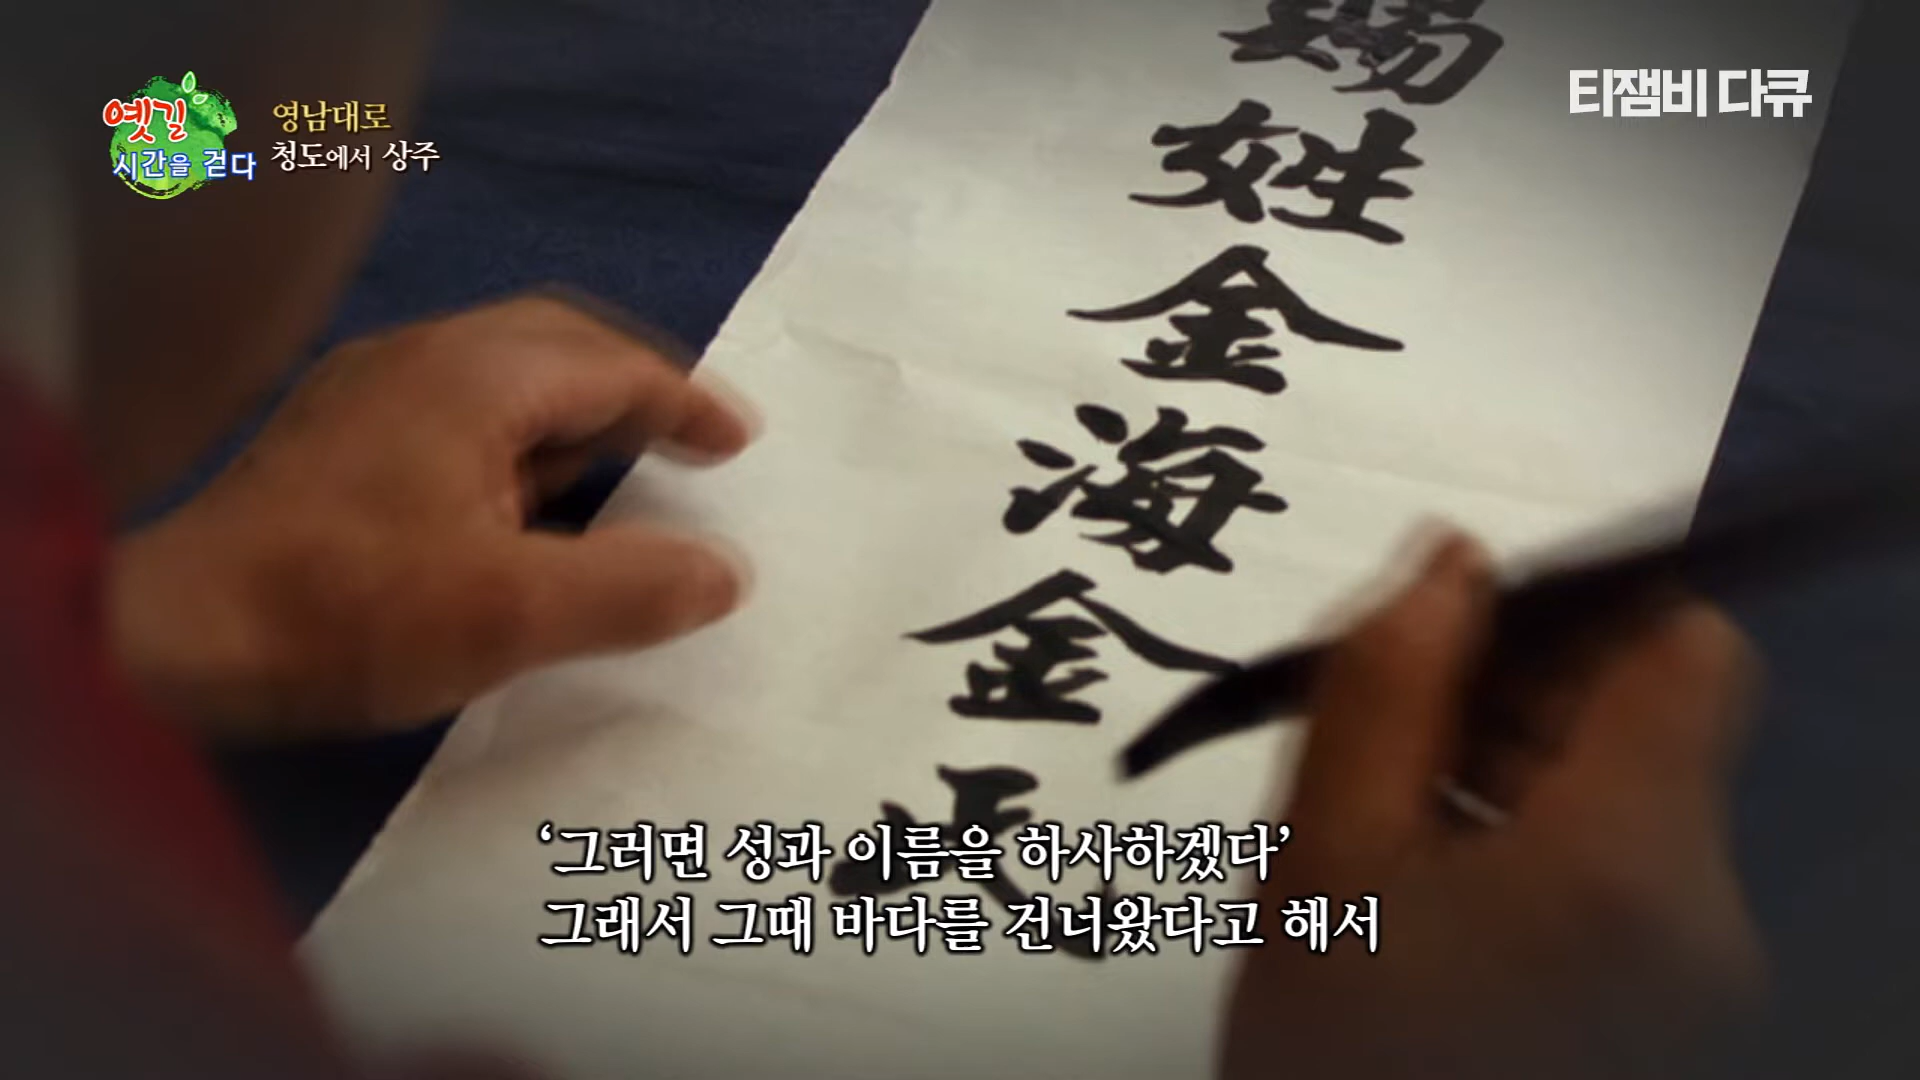 옛길
시간을 걷다
영남대로
청도에서 상주
티잼비 다큐
賜姓金海金氏
‘그러면 성과 이름을 하사하겠다’
그래서 그때 바다를 건너왔다고 해서